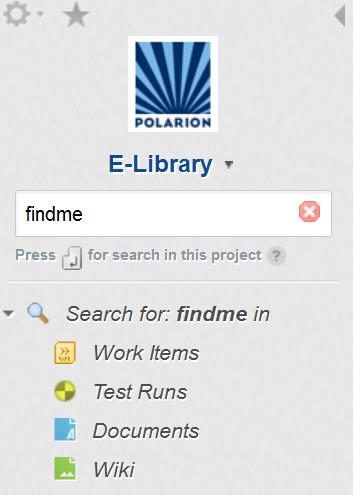 POLARION
E-Library
findme
Press for search in this project ?
Search for: findme in
Work Items
Test Runs
Documents
Wiki